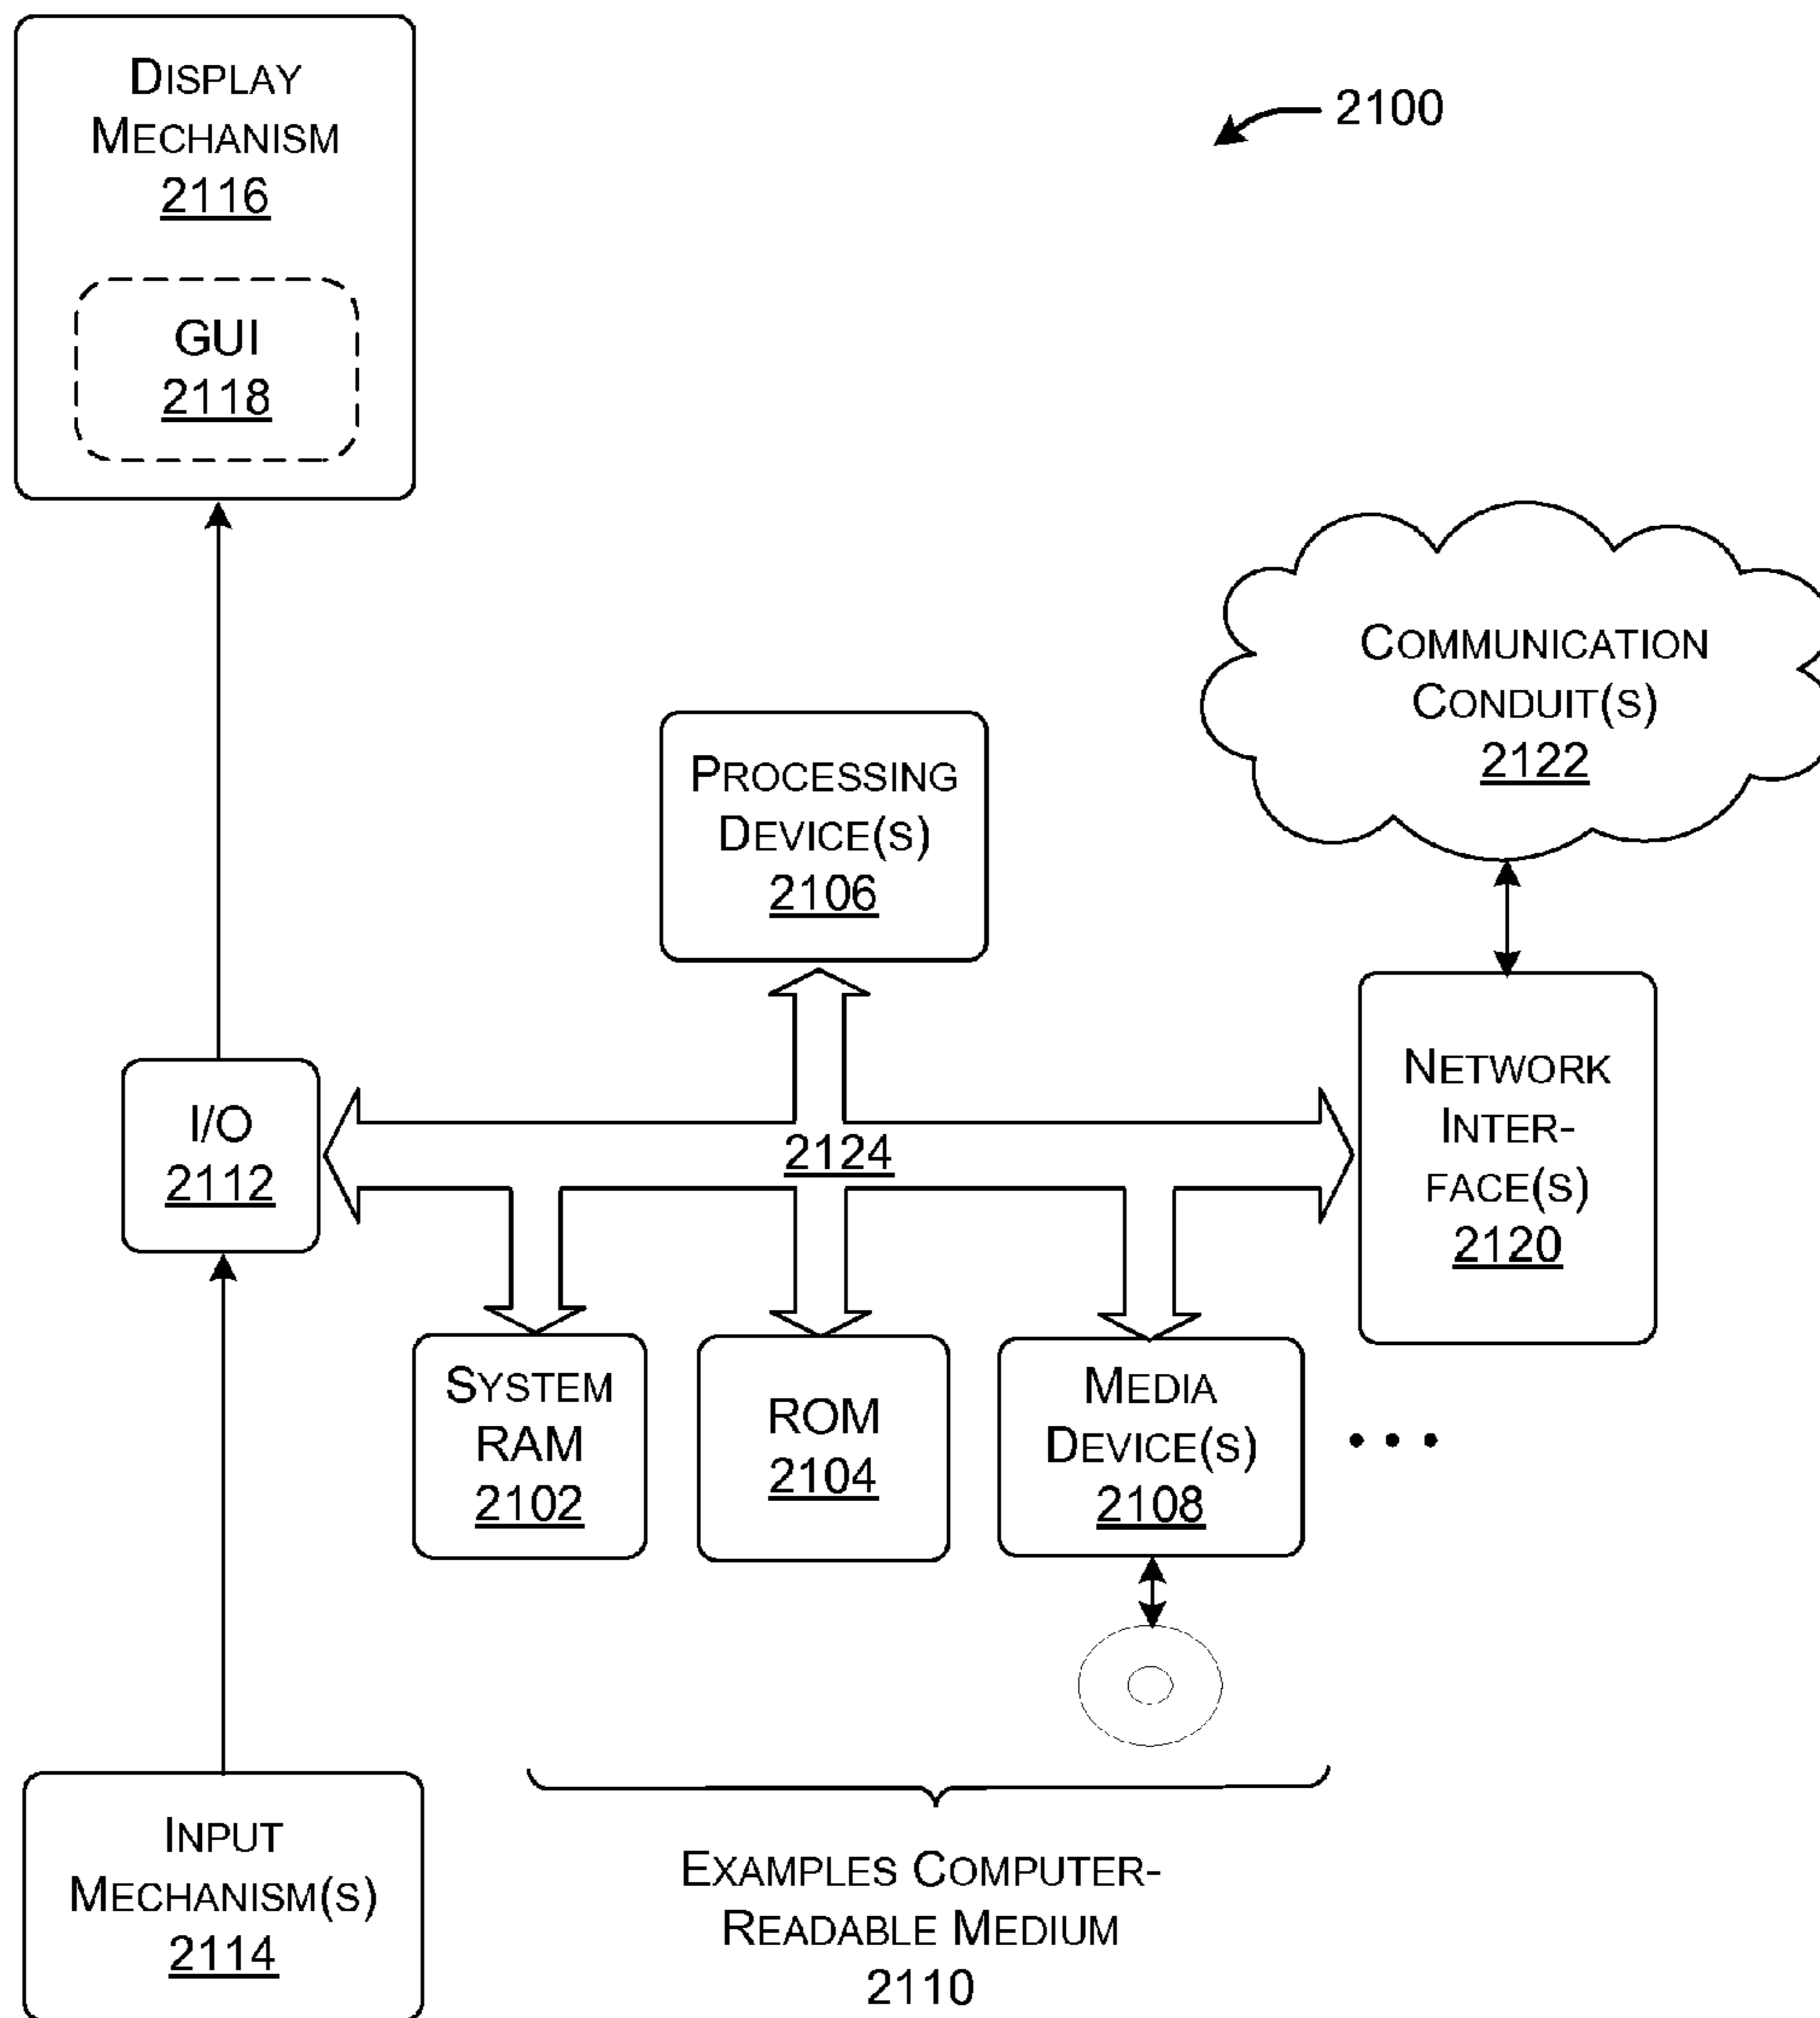 DISPLAY
MECHANISM
2116
GUI
2118
2100
COMMUNICATION
CONDUIT(S)
2122
PROCESSING
DEVICE(S)
2106
NETWORK
INTER-
FACE(S)
2120
I/O
2112
2124
SYSTEM
RAM
2102
ROM
2104
MEDIA
DEVICE(S)
2108
• • •
INPUT
MECHANISM(S)
2114
EXAMPLES COMPUTER-
READABLE MEDIUM
2110